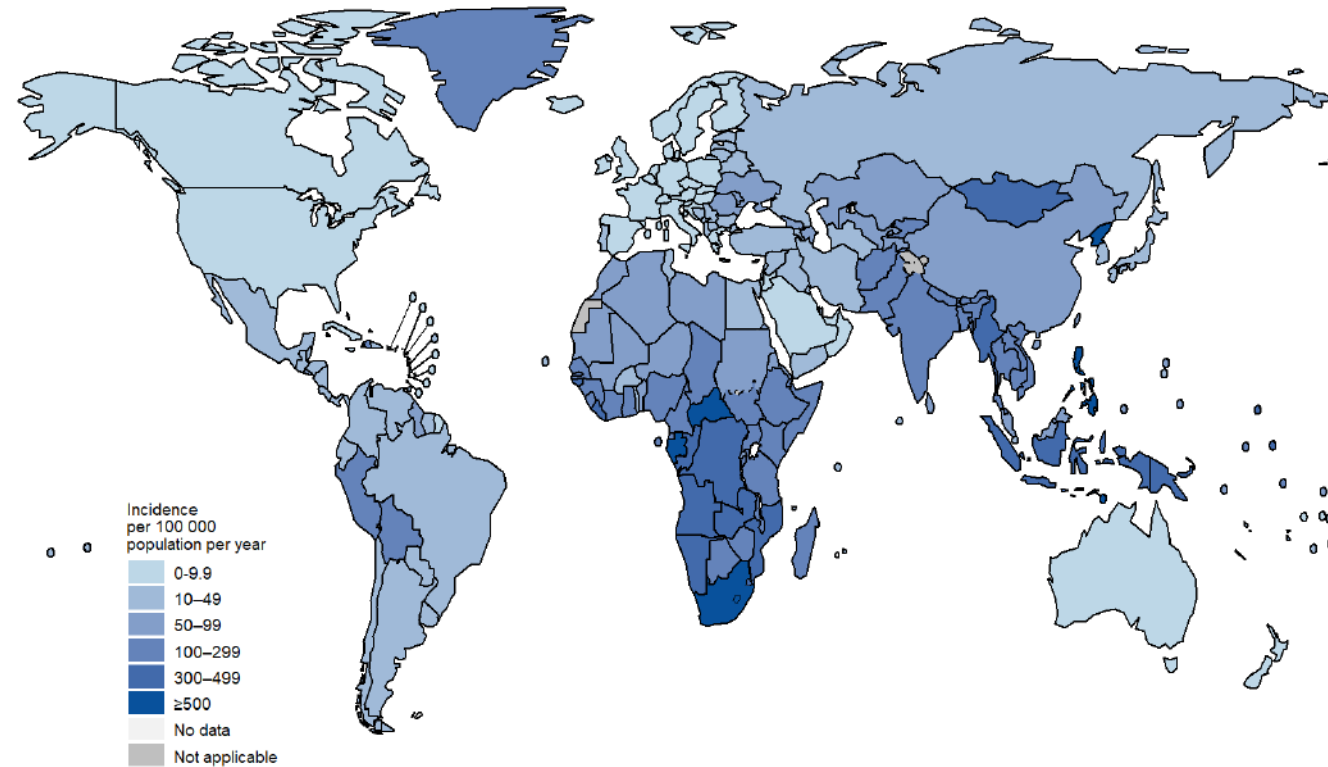 Incidence
per 100 000
population per year
0-9.9
10–49
50–99
100–299
300–499
≥500
No data
Not applicable